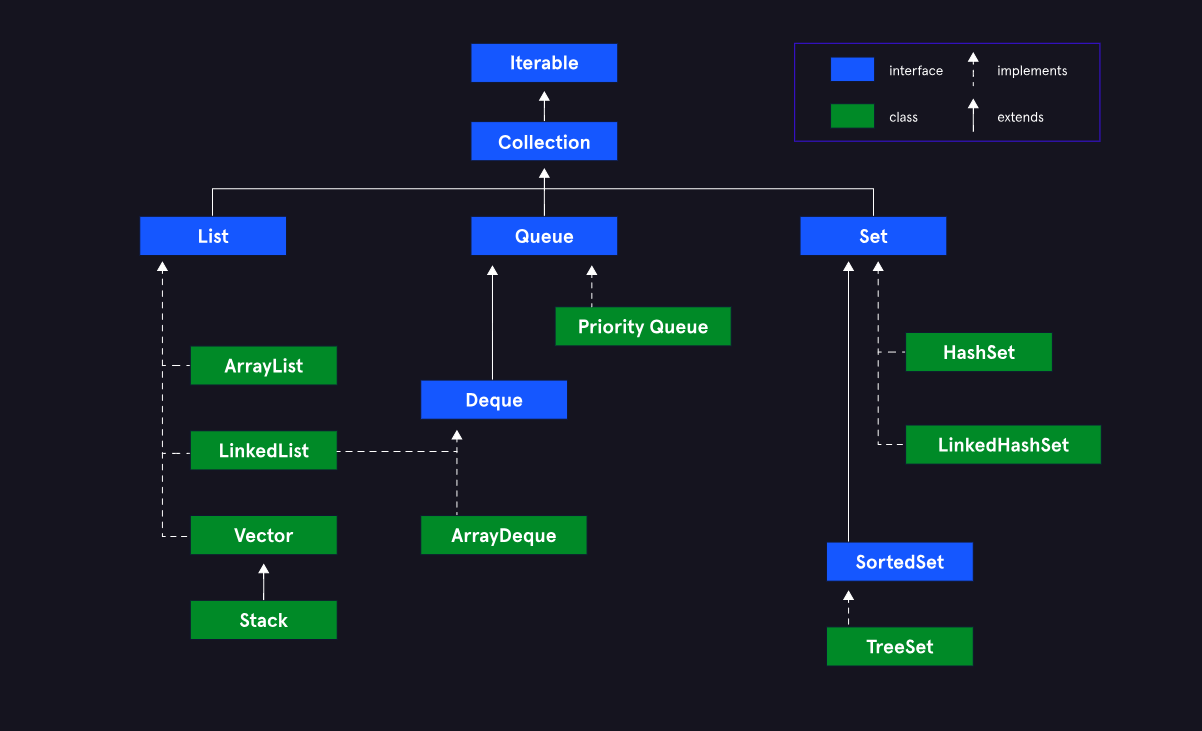 Iterable
interface
implements
class
extends
Collection
List
Queue
Set
Priority Queue
HashSet
ArrayList
Deque
LinkedList
LinkedHashSet
Vector
ArrayDeque
SortedSet
Stack
TreeSet